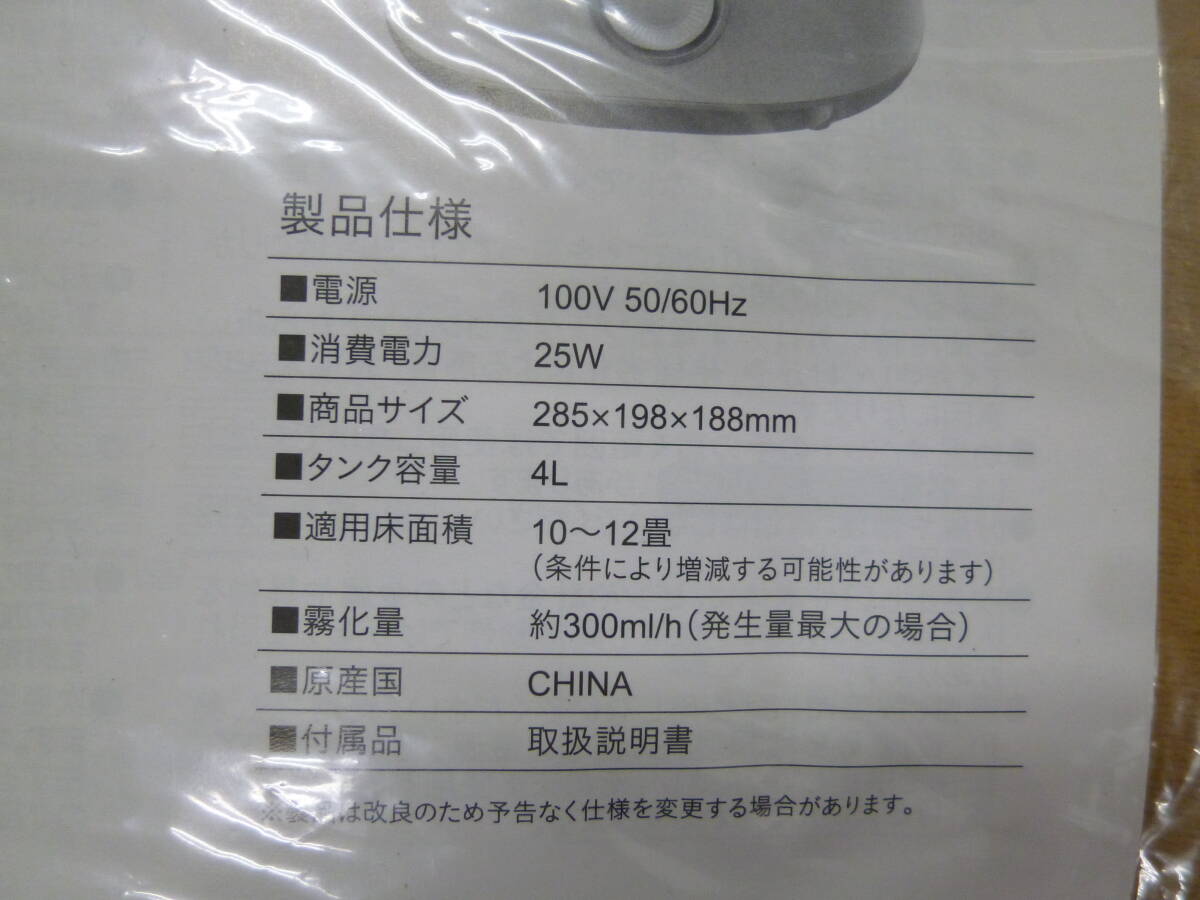 製品仕様
■電源 100V 50/60Hz
■消費電力 25W
■商品サイズ 285×198×188mm
■タンク容量 4L
■適用床面積 10〜12畳
(条件により増減する可能性があります)
■霧化量 約300ml/h(発生量最大の場合)
■原産国 CHINA
■付属品 取扱説明書
※製品は改良のため予告なく仕様を変更する場合があります。